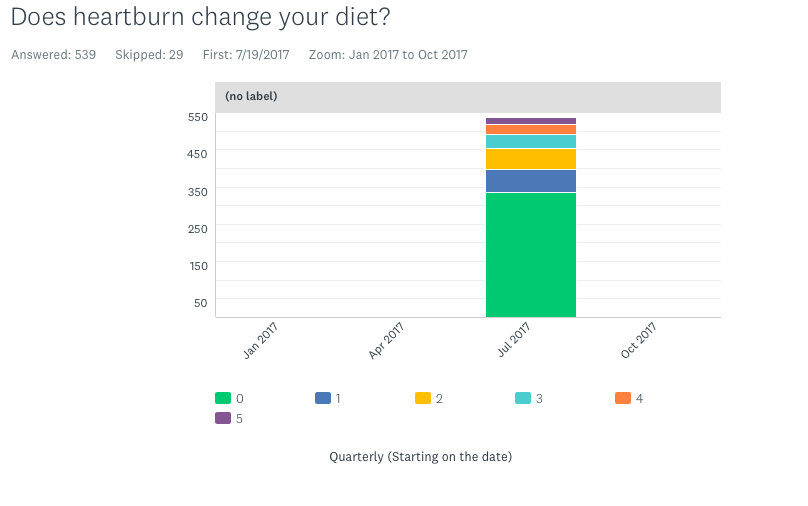 Does heartburn change your diet?
Answered: 539 Skipped: 29 First: 7/19/2017 Zoom: Jan 2017 to Oct 2017
(no label)
550
450
350
250
150
50
Jan 2017 Apr 2017 Jul 2017 Oct 2017
0 1 2 3 4
5
Quarterly (Starting on the date)